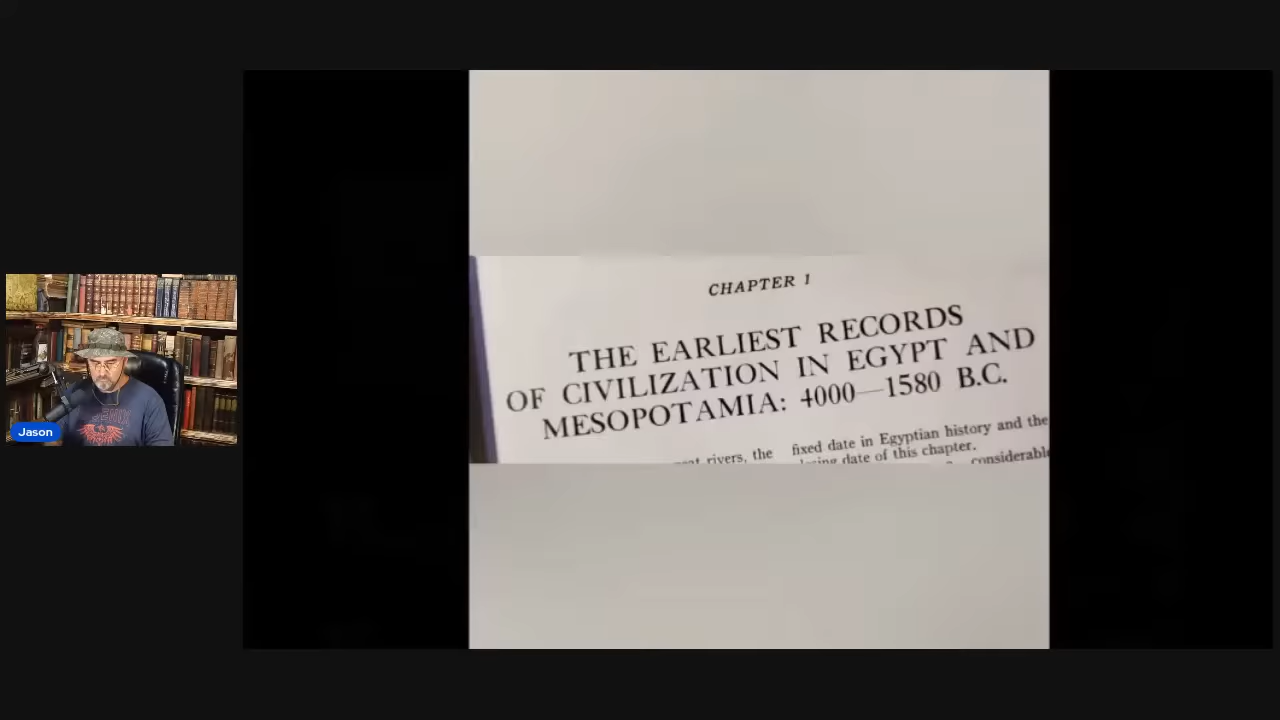 CHAPTER 1
THE EARLIEST RECORDS
OF CIVILIZATION IN EGYPT AND
MESOPOTAMIA: 4000—1580 B.C.
rivers, the
fixed date in Egyptian history and the
date of this chapter.
considerable
Jason